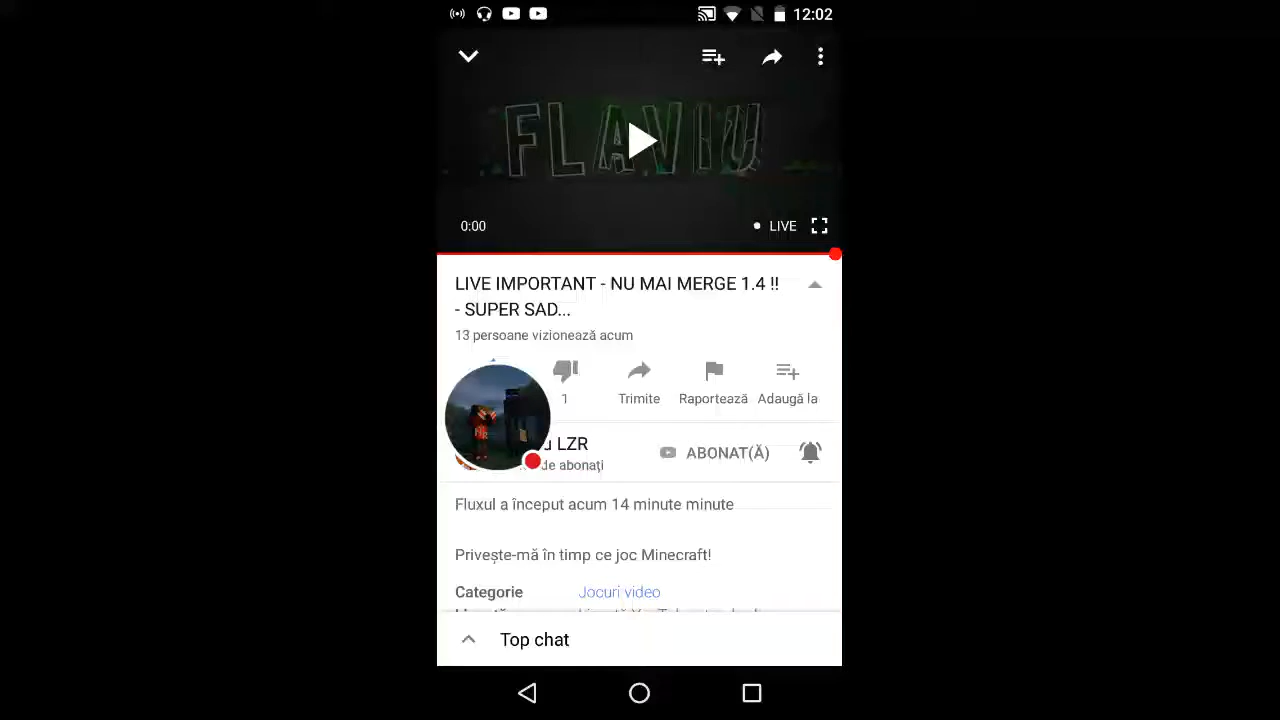 12:02
FLAVIU
0:00
LIVE
LIVE IMPORTANT - NU MAI MERGE 1.4 !!
- SUPER SAD...
13 persoane vizionează acum
1
Trimite
Raportează
Adaugă la
LZR
ABONAT(Ă)
de abonați
Fluxul a început acum 14 minute minute
Privește-mă în timp ce joc Minecraft!
Categorie
Jocuri video
Top chat